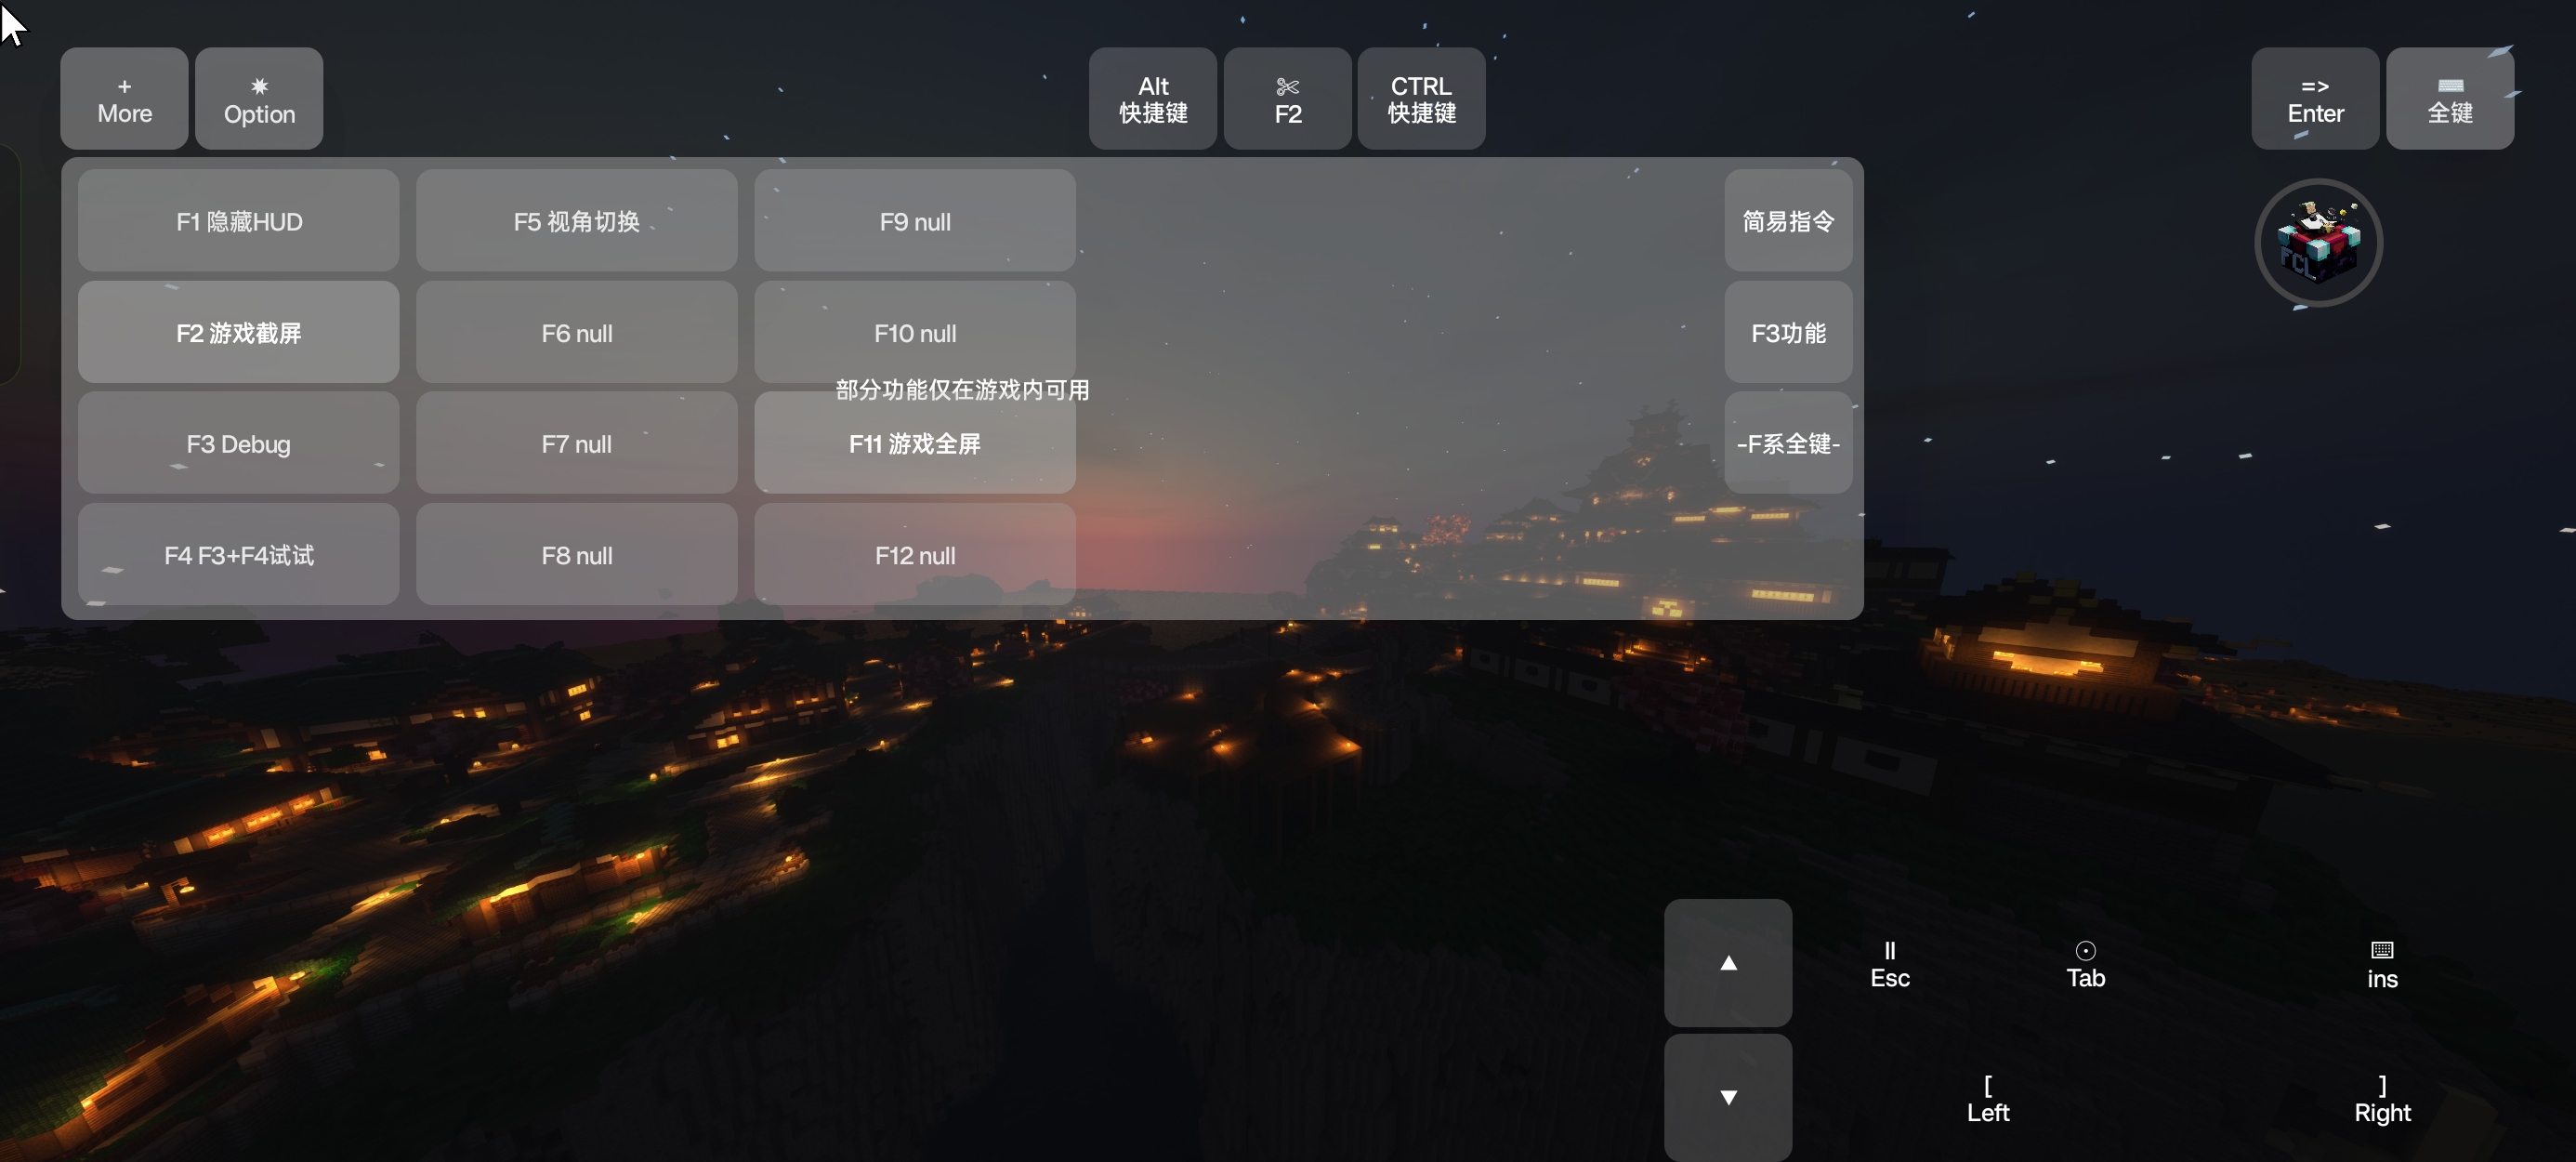 +
More
✷
Option
Alt
快捷键
✄
F2
CTRL
快捷键
=>
Enter
⌨
全键
F1 隐藏HUD
F5 视角切换
F9 null
简易指令
F2 游戏截屏
F6 null
F10 null
F3功能
部分功能仅在游戏内可用
F3 Debug
F7 null
F11 游戏全屏
-F系全键-
F4 F3+F4试试
F8 null
F12 null
FCL
▲
II
Esc
⊙
Tab
⌨
ins
▼
[
Left
]
Right